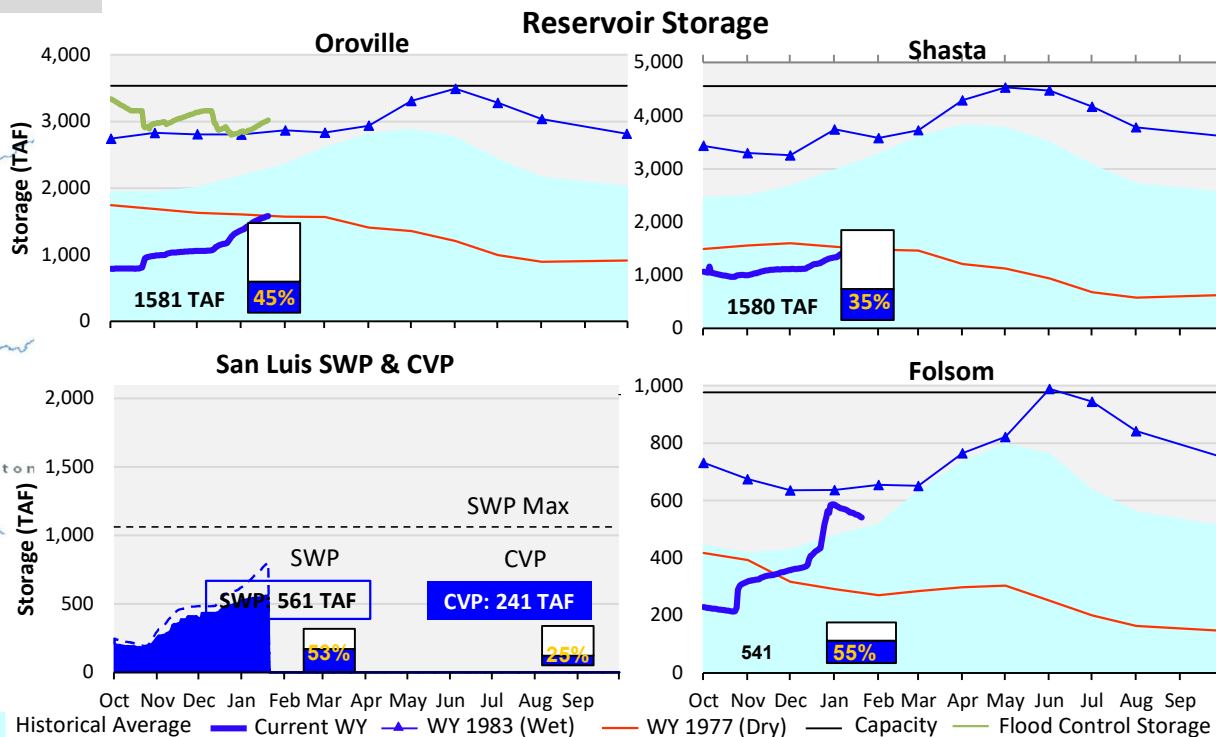 Reservoir Storage
Oroville
Storage (TAF)
4,000
3,000
2,000
1,000
0
1581 TAF
45%
Shasta
5,000
4,000
3,000
2,000
1,000
0
1580 TAF
35%
San Luis SWP & CVP
Storage (TAF)
2,000
1,500
1,000
500
0
SWP Max
SWP
CVP
SWP: 561 TAF
CVP: 241 TAF
53%
25%
Oct Nov Dec Jan Feb Mar Apr May Jun Jul Aug Sep
Folsom
1,000
800
600
400
200
0
541
55%
Oct Nov Dec Jan Feb Mar Apr May Jun Jul Aug Sep
Historical Average Current WY WY 1983 (Wet) WY 1977 (Dry) Capacity Flood Control Storage
ton